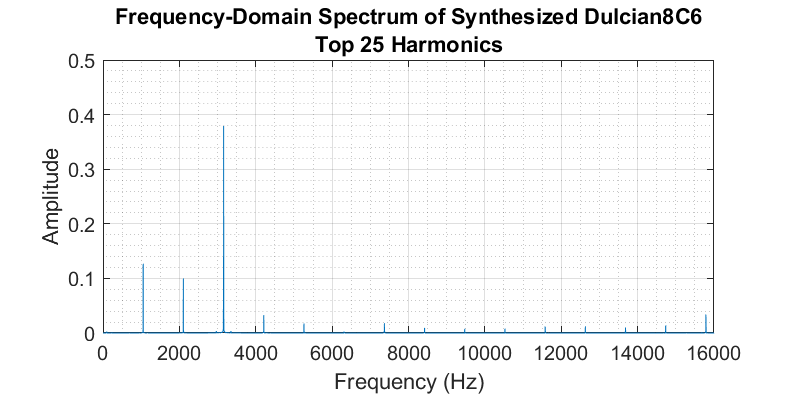 Frequency-Domain Spectrum of Synthesized Dulcian8C6
Top 25 Harmonics
0.5
0.4
0.3
0.2
0.1
0
Amplitude
0 2000 4000 6000 8000 10000 12000 14000 16000
Frequency (Hz)